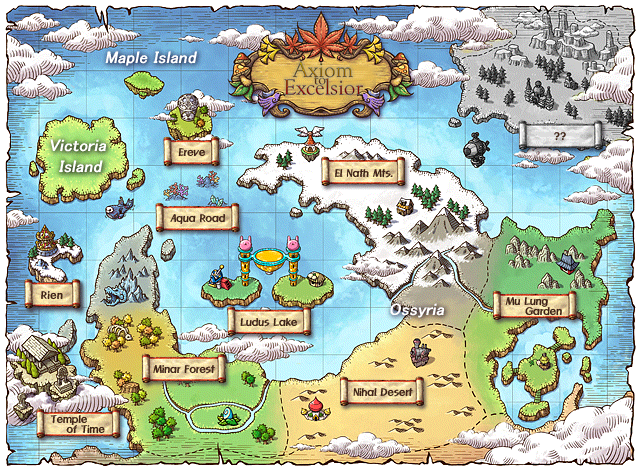 Maple Island
Axiom
for
Excelsior
??
Victoria
Island
Ereve
El Nath Mts.
Aqua Road
Rien
Mu Lung
Garden
Ossyria
Ludus Lake
Minar Forest
Nihal Desert
Temple
of Time